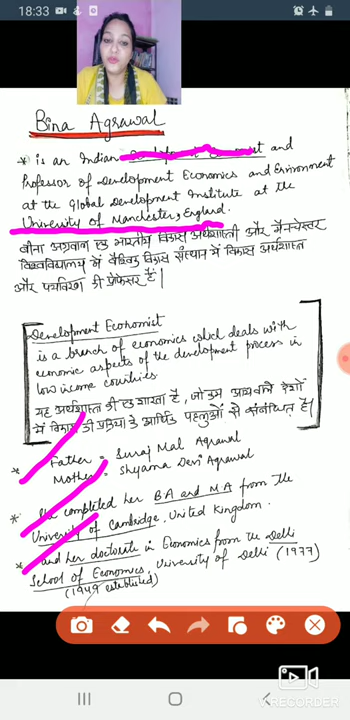 18:33
Bina Agrawal
* is an Indian Development Economist and
Professor of Development Economics and Environment
at the Global Development Institute at the
University of Manchester, England.
बीना अग्रवाल एक भारतीय विकास अर्थशास्त्री और मैनचेस्टर
विश्वविद्यालय में वैश्विक विकास संस्थान में विकास अर्थशास्त्र
और पर्यावरण की प्रोफेसर हैं।
Development Economist
is a branch of economics which deals with
economic aspects of the development process in
low income countries.
यह अर्थशास्त्र की एक शाखा है, जो कम आयवाले देशों
में विकास की प्रक्रिया के आर्थिक पहलुओं से संबंधित है।
* Father = Suraj Mal Agrawal
Mother = Shyama Devi Agrawal
* She completed her BA and MA from the
University of Cambridge, United Kingdom.
* and her doctorate in Economics from the Delhi
School of Economics, University of Delhi (1977)
(1949 established)
V RECORDER